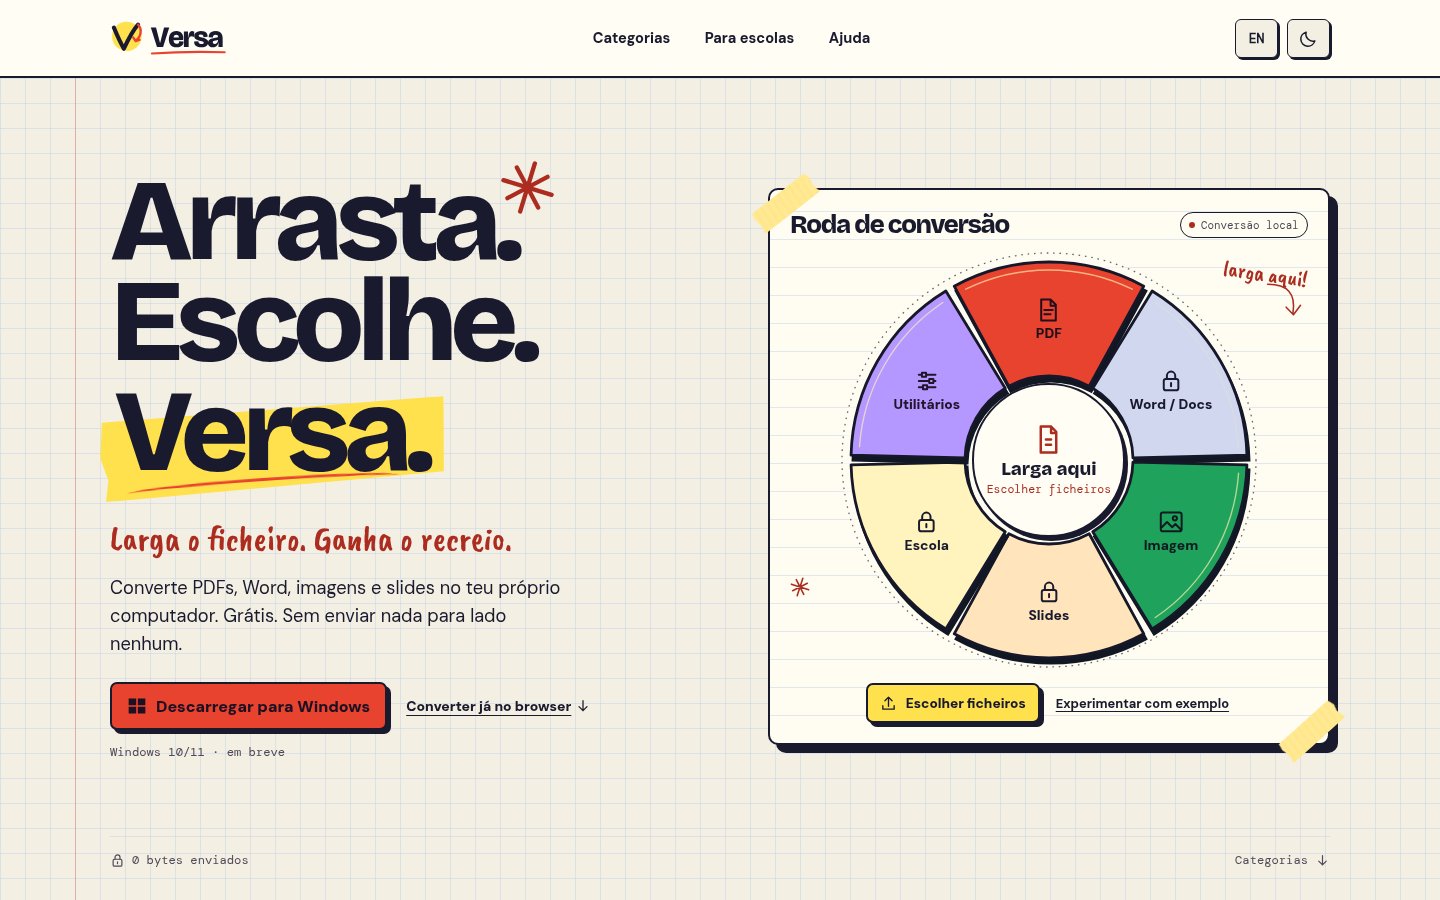 Versa
Categorias
Para escolas
Ajuda
EN
Arrasta.
Escolhe.
Versa.
Larga o ficheiro. Ganha o recreio.
Converte PDFs, Word, imagens e slides no teu próprio
computador. Grátis. Sem enviar nada para lado
nenhum.
Descarregar para Windows
Converter já no browser ↓
Windows 10/11 · em breve
Roda de conversão
Conversão local
larga aqui!
PDF
Utilitários
Word / Docs
Larga aqui
Escolher ficheiros
Escola
Imagem
Slides
Escolher ficheiros
Experimentar com exemplo
0 bytes enviados
Categorias ↓